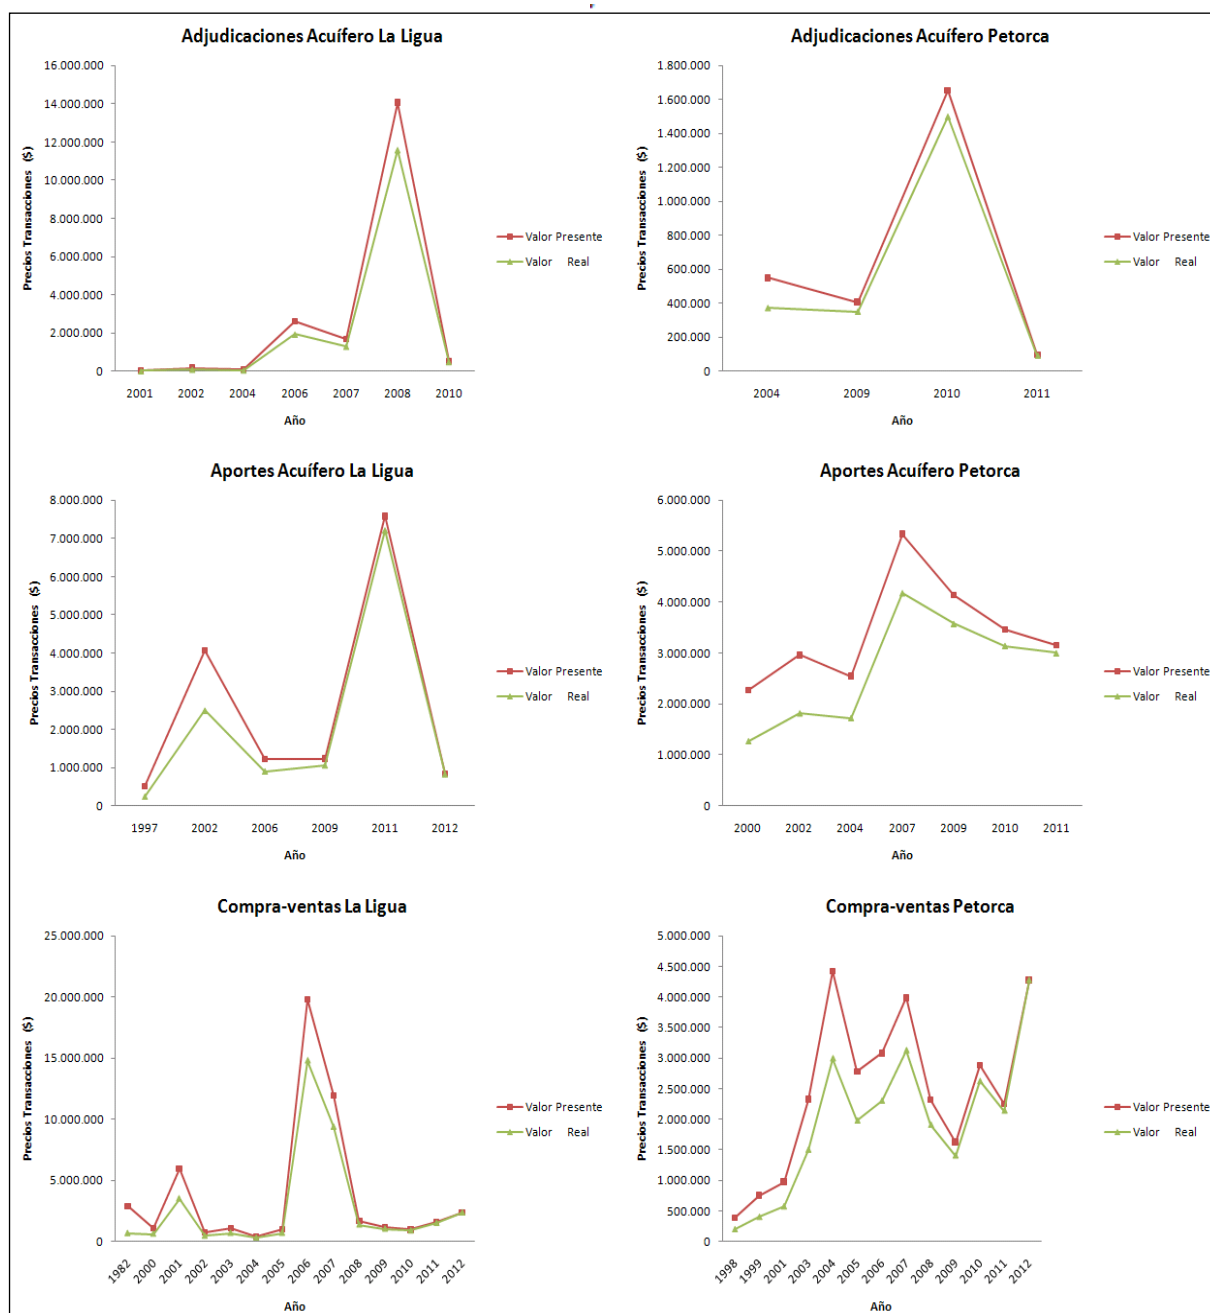 Adjudicaciones Acuífero La Ligua
Precios Transacciones ($)
16.000.000
14.000.000
12.000.000
10.000.000
8.000.000
6.000.000
4.000.000
2.000.000
0
2001 2002 2004 2006 2007 2008 2010
Año
Valor Presente
Valor Real
Adjudicaciones Acuífero Petorca
Precios Transacciones ($)
1.800.000
1.600.000
1.400.000
1.200.000
1.000.000
800.000
600.000
400.000
200.000
0
2004 2009 2010 2011
Año
Valor Presente
Valor Real
Aportes Acuífero La Ligua
Precios Transacciones ($)
8.000.000
7.000.000
6.000.000
5.000.000
4.000.000
3.000.000
2.000.000
1.000.000
0
1997 2002 2006 2009 2011 2012
Año
Valor Presente
Valor Real
Aportes Acuífero Petorca
Precios Transacciones ($)
6.000.000
5.000.000
4.000.000
3.000.000
2.000.000
1.000.000
0
2000 2002 2004 2007 2009 2010 2011
Año
Valor Presente
Valor Real
Compra-ventas La Ligua
Precios Transacciones ($)
25.000.000
20.000.000
15.000.000
10.000.000
5.000.000
0
1982 2000 2001 2002 2003 2004 2005 2006 2007 2008 2009 2010 2011 2012
Año
Valor Presente
Valor Real
Compra-ventas Petorca
Precios Transacciones ($)
5.000.000
4.500.000
4.000.000
3.500.000
3.000.000
2.500.000
2.000.000
1.500.000
1.000.000
500.000
0
1998 1999 2001 2003 2004 2005 2006 2007 2008 2009 2010 2011 2012
Año
Valor Presente
Valor Real